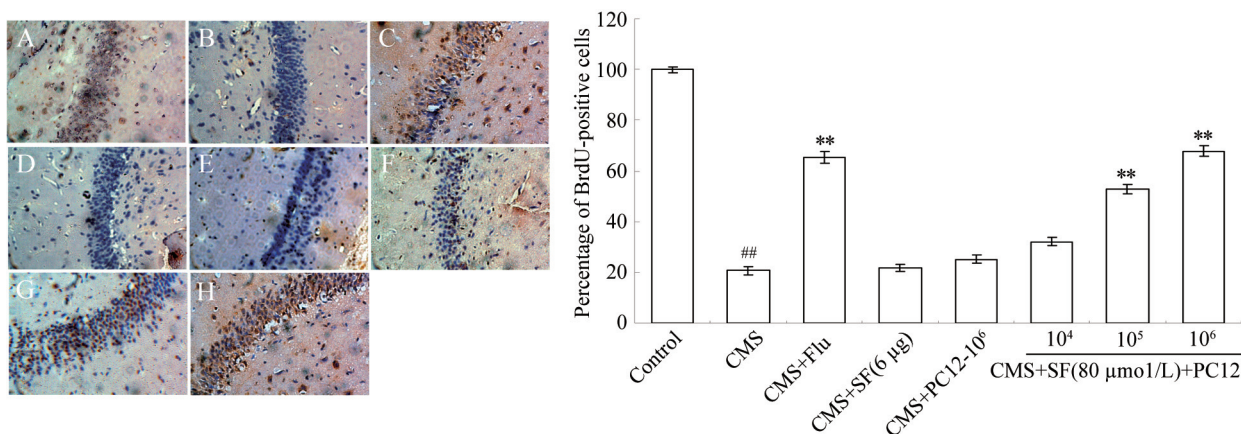 A
B
C
D
E
F
G
H
Percentage of BrdU-positive cells
120
100
80
60
40
20
0
##
**
**
**
Control
CMS
CMS+Flu
CMS+SF(6 µg)
CMS+PC12-10⁶
10⁴
10⁵
10⁶
CMS+SF(80 µmo1/L)+PC12